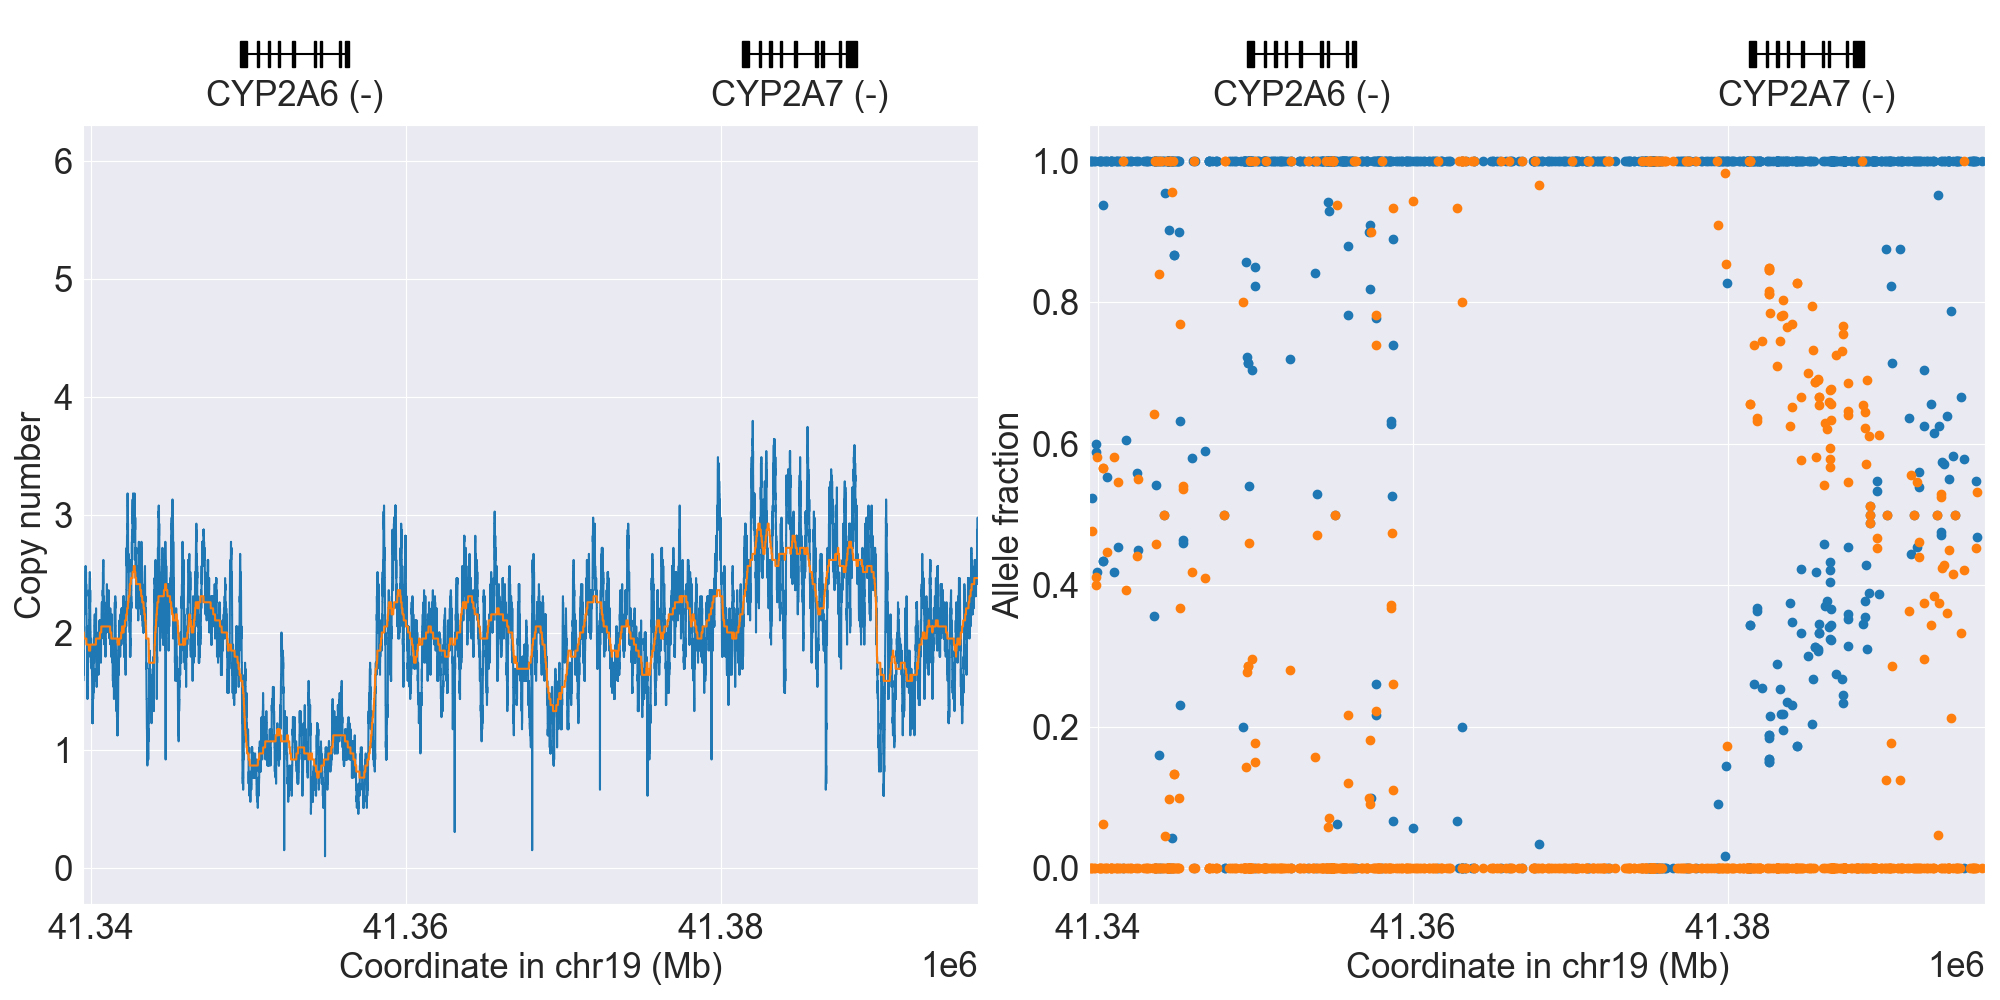 CYP2A6 (-) CYP2A7 (-)
6
5
4
3
2
1
0
Copy number
41.34 41.36 41.38
Coordinate in chr19 (Mb) 1e6
CYP2A6 (-) CYP2A7 (-)
1.0
0.8
0.6
0.4
0.2
0.0
Allele fraction
41.34 41.36 41.38
Coordinate in chr19 (Mb) 1e6